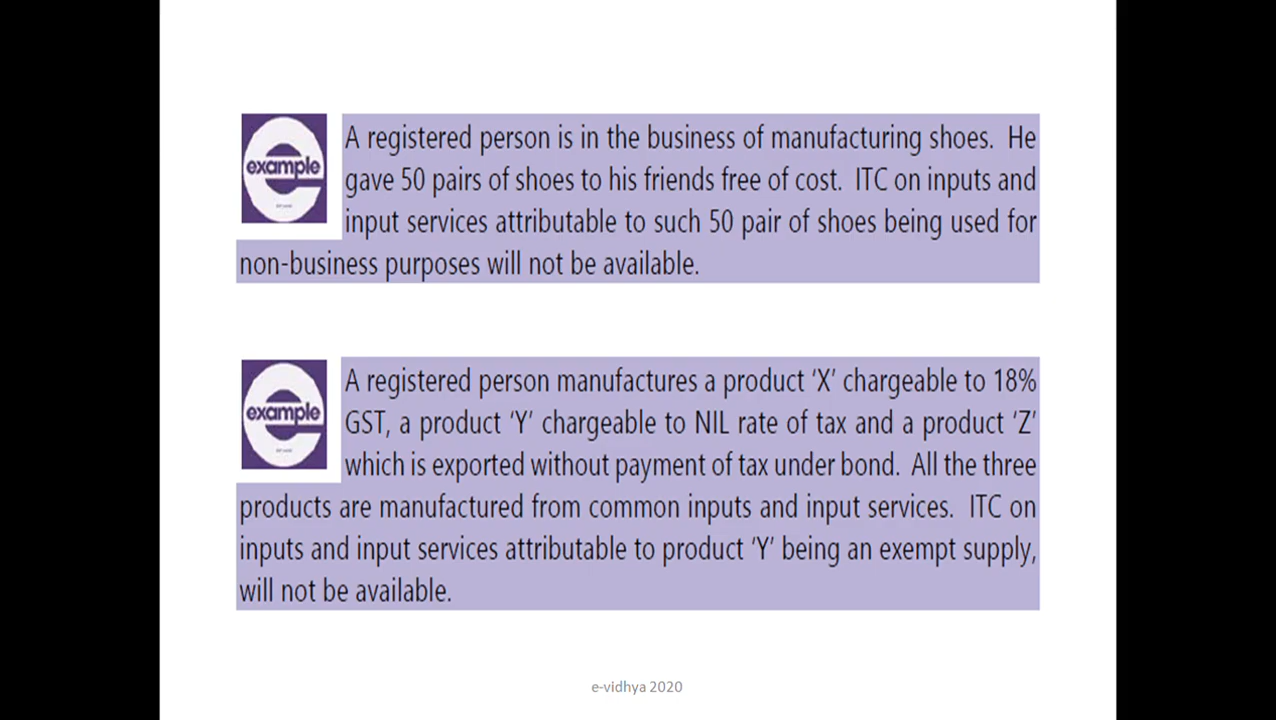 example
A registered person is in the business of manufacturing shoes. He
gave 50 pairs of shoes to his friends free of cost. ITC on inputs and
input services attributable to such 50 pair of shoes being used for
non-business purposes will not be available.
example
A registered person manufactures a product ‘X’ chargeable to 18%
GST, a product ‘Y’ chargeable to NIL rate of tax and a product ‘Z’
which is exported without payment of tax under bond. All the three
products are manufactured from common inputs and input services. ITC on
inputs and input services attributable to product ‘Y’ being an exempt supply,
will not be available.
e-vidhya 2020